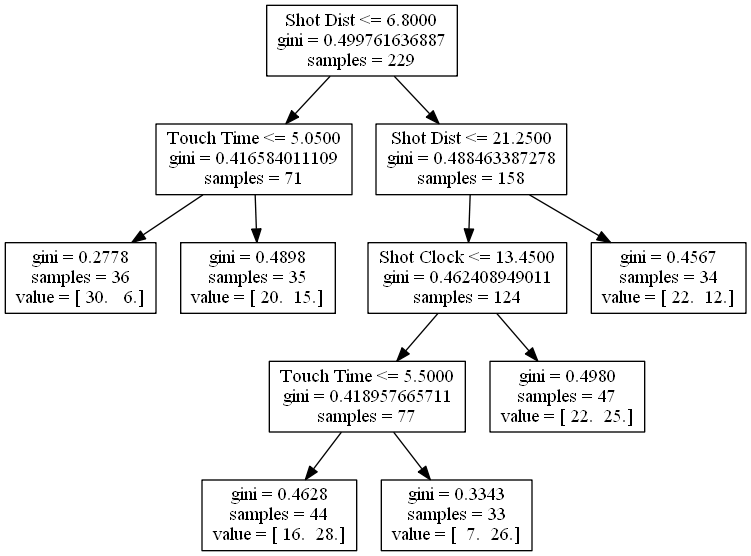 Shot Dist <= 6.8000
gini = 0.499761636887
samples = 229
Touch Time <= 5.0500
gini = 0.416584011109
samples = 71
Shot Dist <= 21.2500
gini = 0.488463387278
samples = 158
gini = 0.2778
samples = 36
value = [ 30. 6.]
gini = 0.4898
samples = 35
value = [ 20. 15.]
Shot Clock <= 13.4500
gini = 0.462408949011
samples = 124
gini = 0.4567
samples = 34
value = [ 22. 12.]
Touch Time <= 5.5000
gini = 0.418957665711
samples = 77
gini = 0.4980
samples = 47
value = [ 22. 25.]
gini = 0.4628
samples = 44
value = [ 16. 28.]
gini = 0.3343
samples = 33
value = [ 7. 26.]